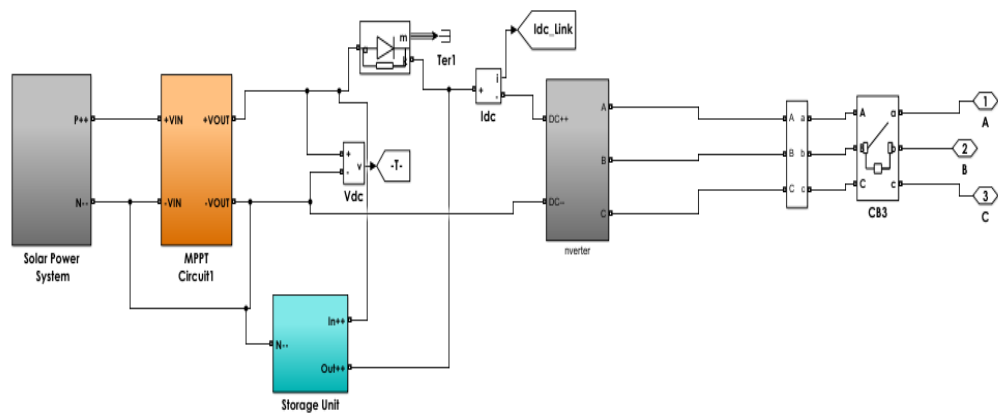 Idc_Link
m
k
Ter1
i
+
-
Idc
P++
N--
Solar Power
System
+VIN
+VOUT
-VIN
-VOUT
MPPT
Circuit1
+
-
v
Vdc
-T-
DC++
DC--
A
B
C
nverter
A
a
B
b
C
c
A
a
b
C
c
CB3
1
A
2
B
3
C
In++
N--
Out++
Storage Unit